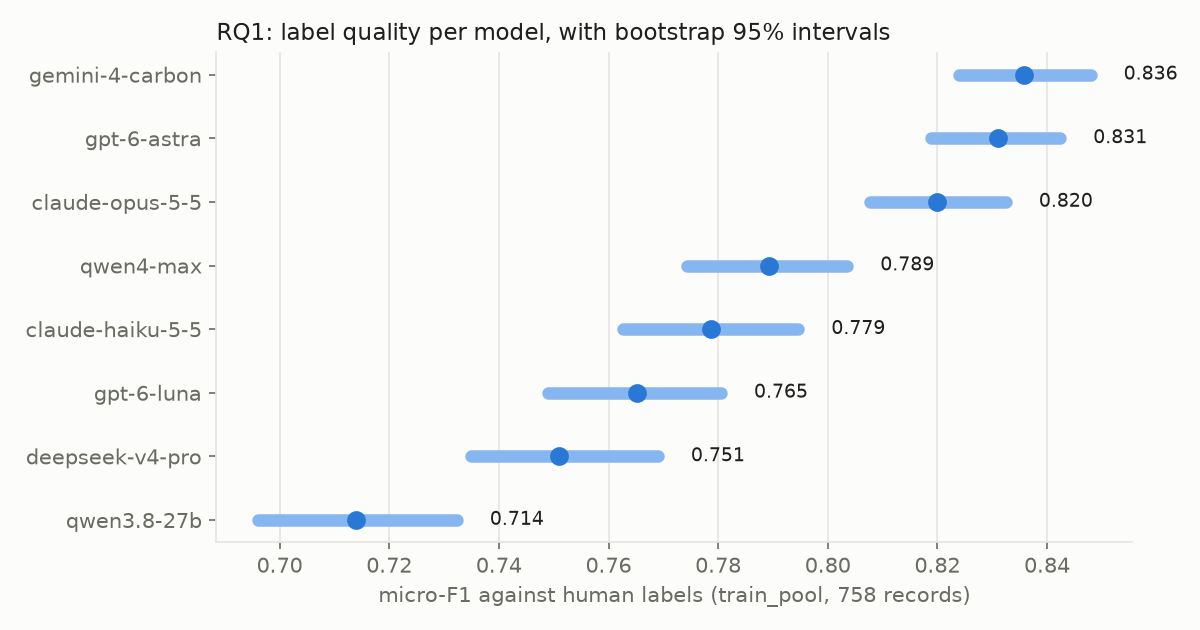 RQ1: label quality per model, with bootstrap 95% intervals
gemini-4-carbon 0.836
gpt-6-astra 0.831
claude-opus-5-5 0.820
qwen4-max 0.789
claude-haiku-5-5 0.779
gpt-6-luna 0.765
deepseek-v4-pro 0.751
qwen3.8-27b 0.714
0.70 0.72 0.74 0.76 0.78 0.80 0.82 0.84
micro-F1 against human labels (train_pool, 758 records)